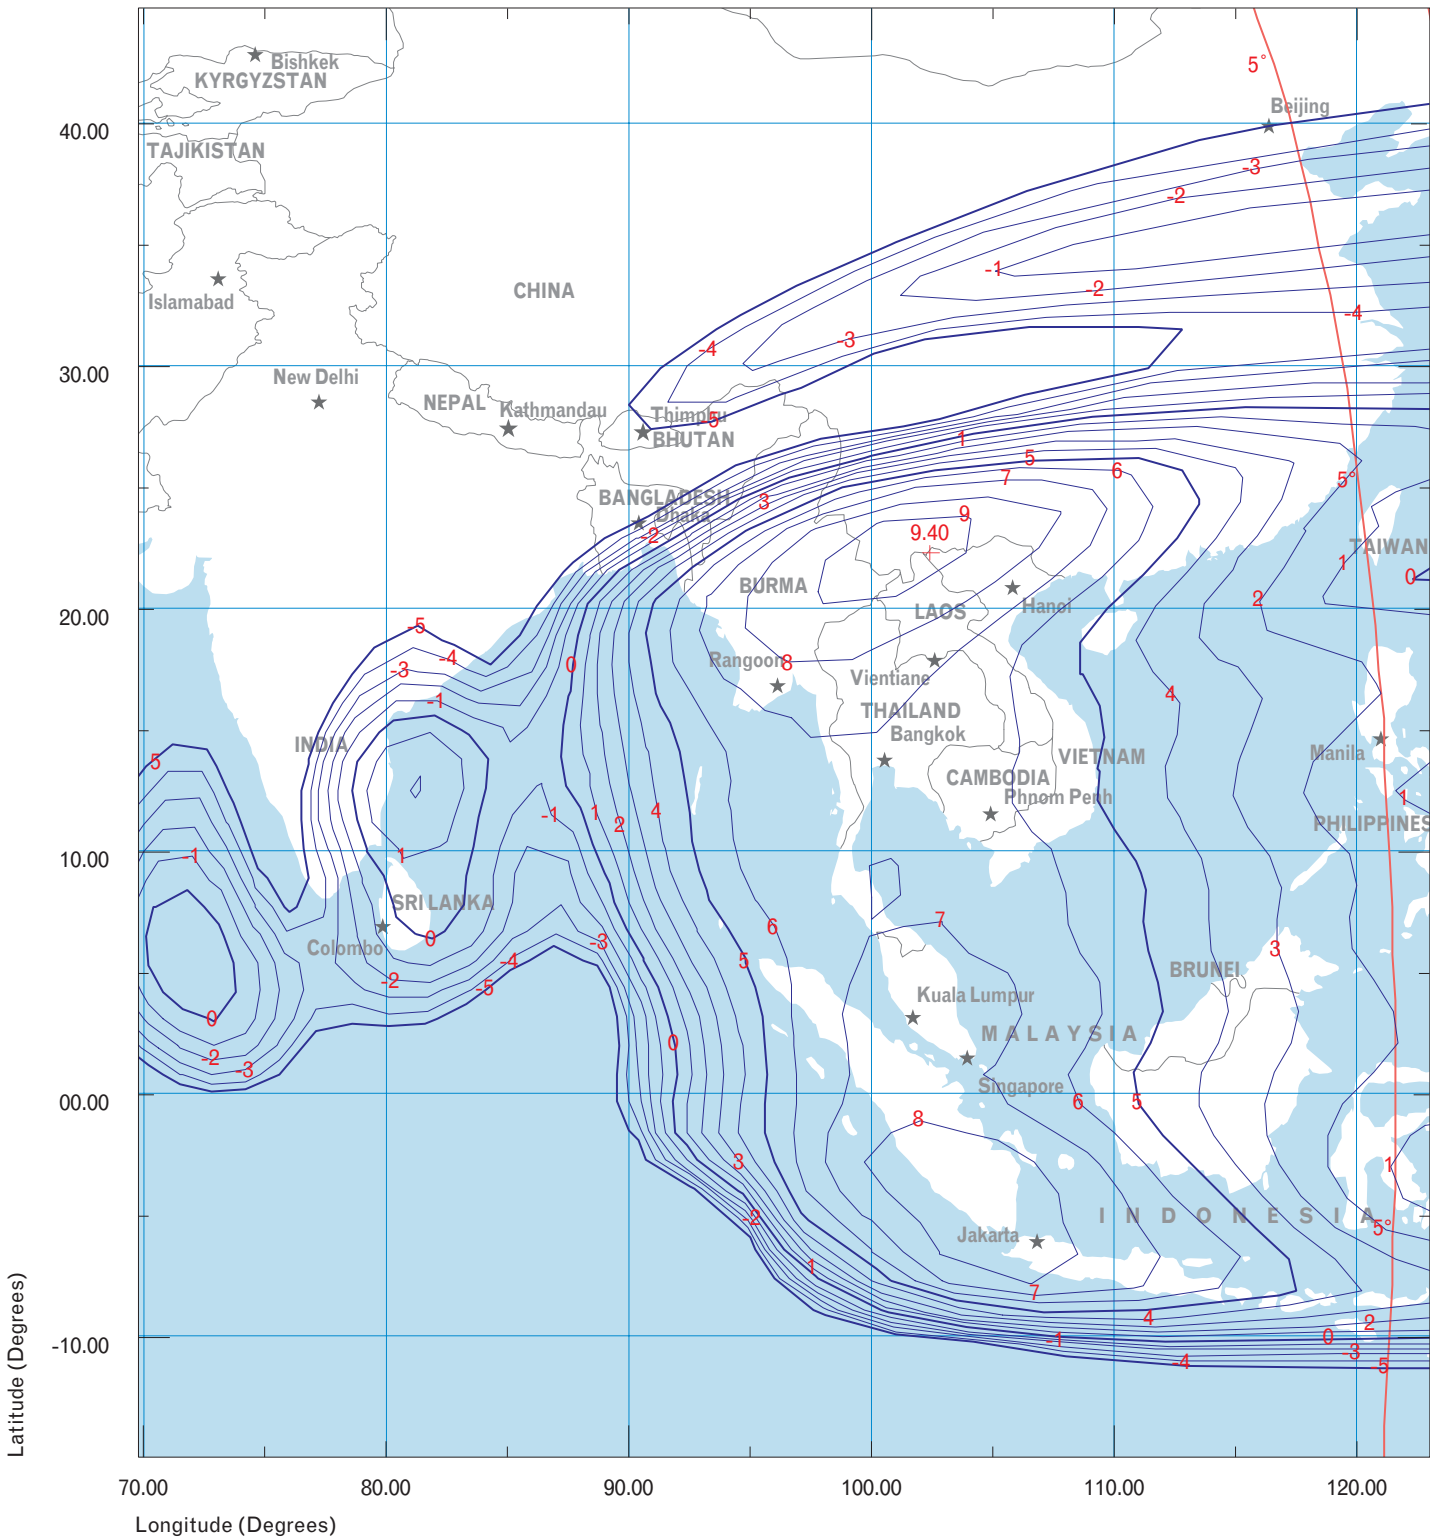 5°
Bishkek
KYRGYZSTAN
Beijing
40.00
TAJIKISTAN
-3
-2
-1
CHINA
Islamabad
-2
-4
-3
-4
30.00
New Delhi
NEPAL
Kathmandu
Thimphu
-5
BHUTAN
1
5
6
7
5°
BANGLADESH
3
Dhaka
9
-2
9.40
TAIWAN
1
0
BURMA
2
LAOS
Hanoi
20.00
-5
-4
-3
0
Rangoon
8
Vientiane
4
-1
THAILAND
INDIA
Bangkok
VIETNAM
Manila
5
CAMBODIA
Phnom Penh
1
-1
1
2
4
PHILIPPINES
-1
1
10.00
SRI LANKA
7
6
Colombo
0
-3
3
-4
5
BRUNEI
-2
-5
Kuala Lumpur
0
MALAYSIA
0
-2
-3
Singapore
00.00
6
5
8
3
1
-2
INDONESIA
5°
Jakarta
1
7
4
2
0
-1
-10.00
-3
-4
-5
70.00
80.00
90.00
100.00
110.00
120.00
Longitude (Degrees)
Latitude (Degrees)